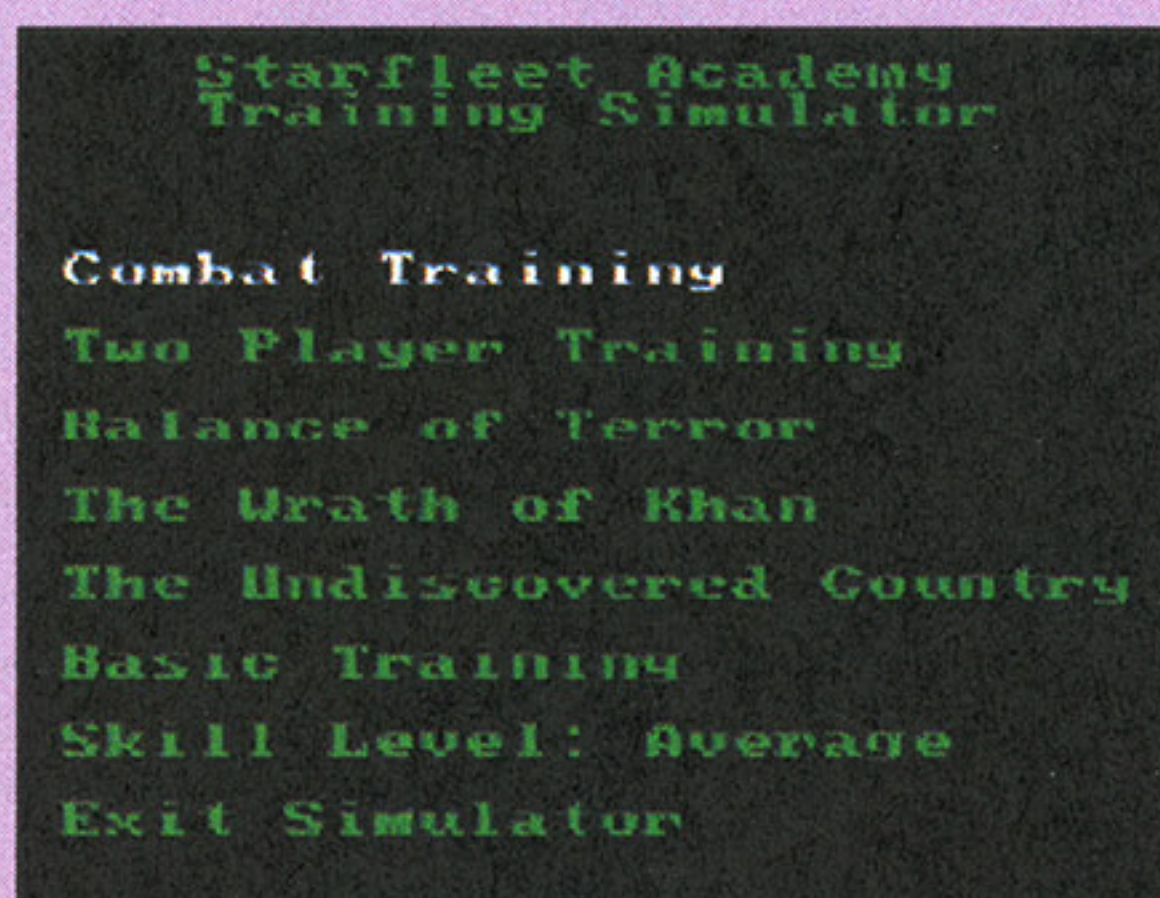 Starfleet Academy
Training Simulator
Combat Training
Two Player Training
Balance of Terror
The Wrath of Khan
The Undiscovered Country
Basic Training
Skill Level: Average
Exit Simulator